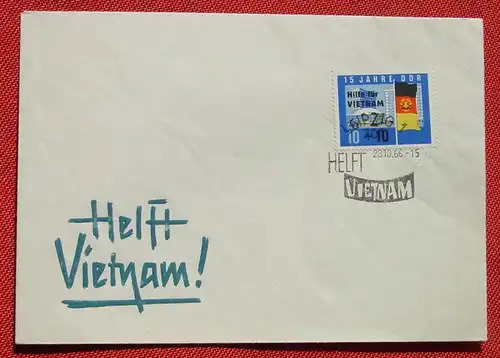 15 JAHRE DDR
Hilfe für
VIETNAM
LEIPZIG
10 10
HELFT 20.10.66.-15
VIETNAM
Helft
Vietnam!